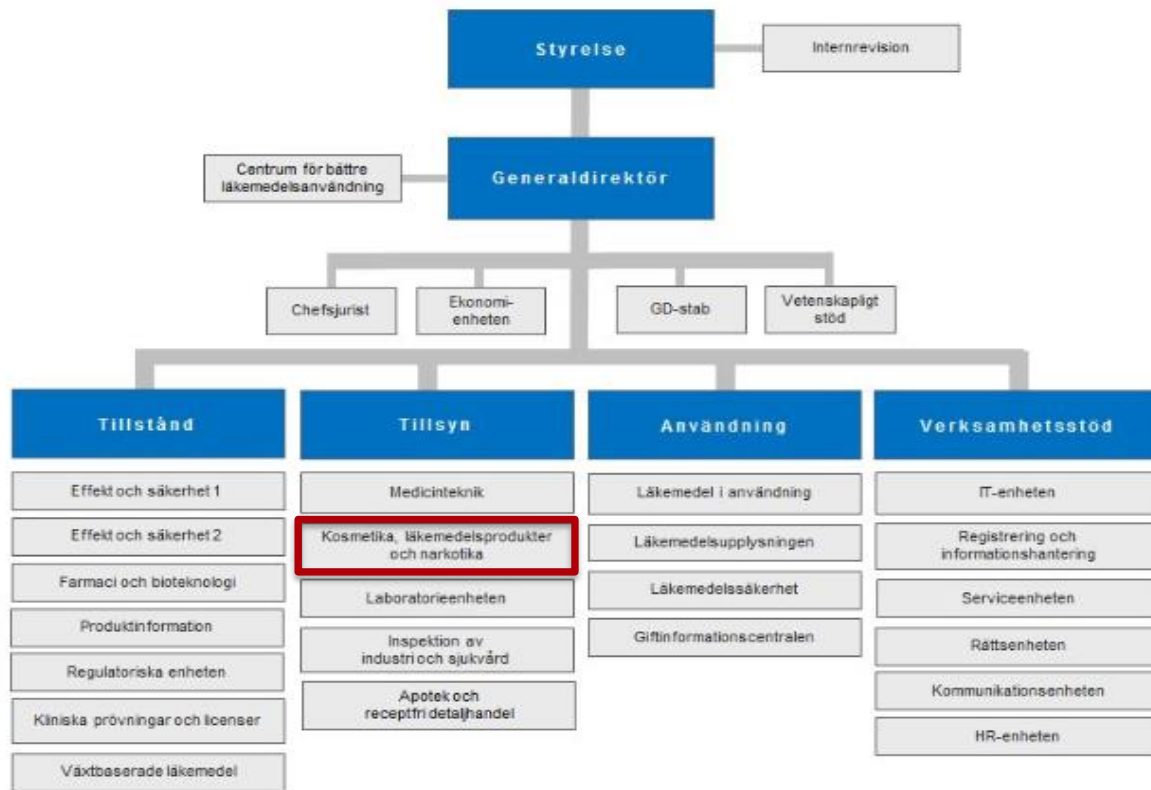 Styrelse
Internrevision
Centrum för bättre
läkemedelsanvändning
Generaldirektör
Chefsjurist
Ekonomi-
enheten
GD-stab
Vetenskapligt
stöd
Tillstånd
Effekt och säkerhet 1
Effekt och säkerhet 2
Farmaci och bioteknologi
Produktinformation
Regulatoriska enheten
Kliniska prövningar och licenser
Växtbaserade läkemedel
Tillsyn
Medicinteknik
Kosmetika, läkemedelsprodukter
och narkotika
Laboratorieenheten
Inspektion av
industri och sjukvård
Apotek och
receptfri detaljhandel
Användning
Läkemedel i användning
Läkemedelsupplysningen
Läkemedelssäkerhet
Giftinformationscentralen
Verksamhetsstöd
IT-enheten
Registrering och
informationshantering
Serviceenheten
Rättsenheten
Kommunikationsenheten
HR-enheten